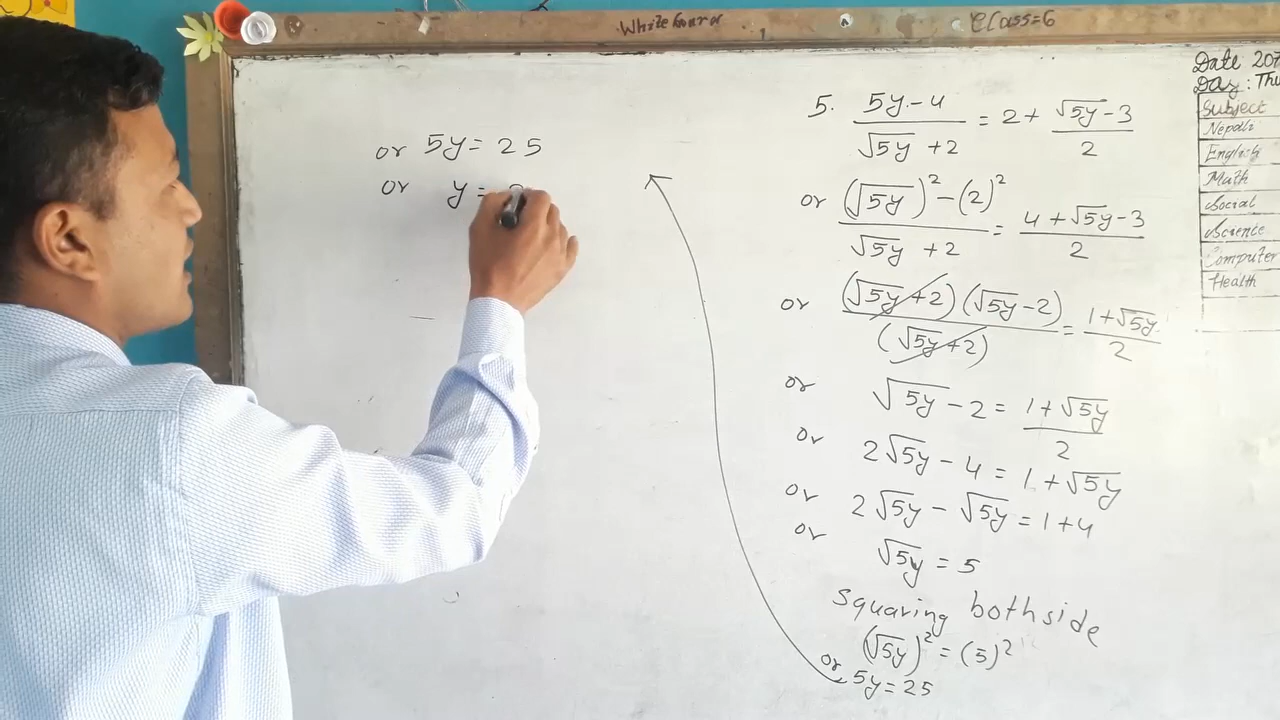 White Board
Class=6
Date 207
Day: Thu
Subject
Nepali
English
Math
Social
Science
Computer
Health
5. (5y-4)/(√5y +2) = 2 + (√5y-3)/2
or ((√5y)² - (2)²)/(√5y +2) = (4 + √5y - 3)/2
or ((√5y+2)(√5y-2))/((√5y+2)) = (1+√5y)/2
or √5y - 2 = (1+√5y)/2
or 2√5y - 4 = 1 + √5y
or 2√5y - √5y = 1+4
or √5y = 5
Squaring both side
(√5y)² = (5)²
or 5y = 25
or 5y = 25
or y =